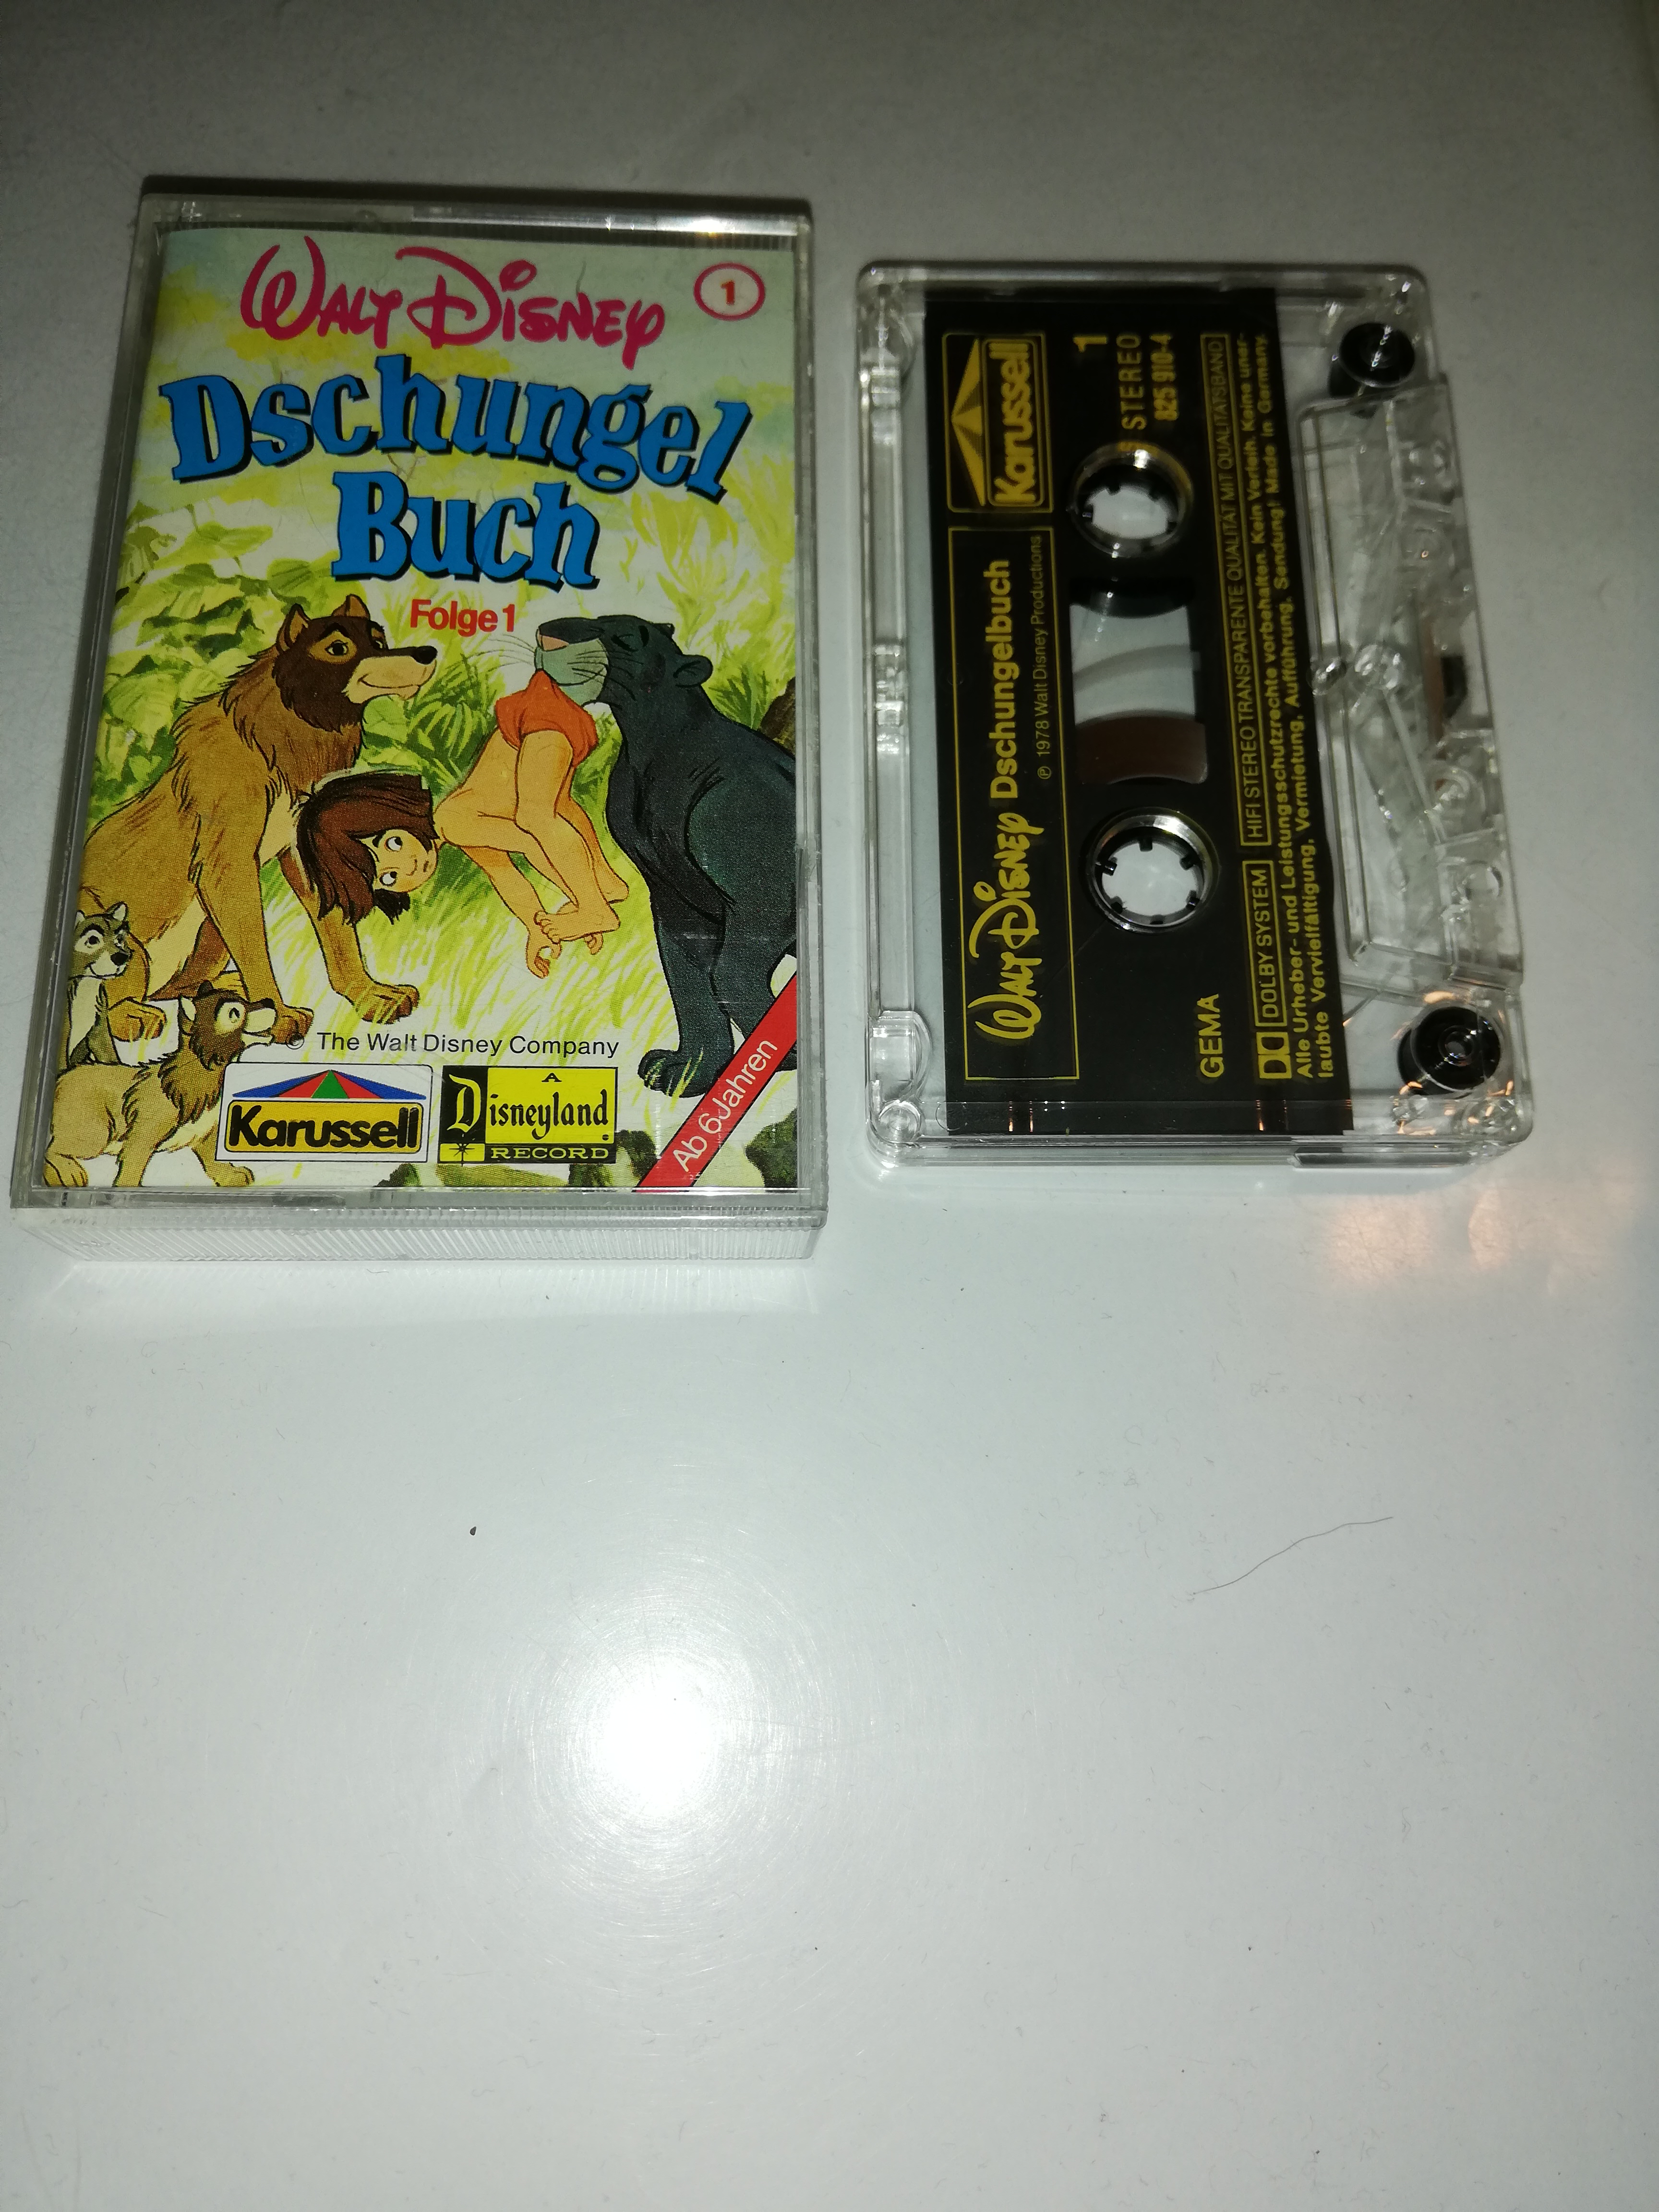 WALT DISNEY
1
Dschungel
Buch
Folge 1
© The Walt Disney Company
Karussell
A
Disneyland
RECORD
Ab 6 Jahren
Karussell
WALT DISNEY Dschungelbuch
℗ 1978 Walt Disney Productions
1
STEREO
825 910-4
GEMA
DOLBY SYSTEM HIFI STEREO TRANSPARENTE QUALITÄT MIT QUALITÄTSBAND
Alle Urheber- und Leistungsschutzrechte vorbehalten. Kein Verleih. Keine uner-
laubte Vervielfältigung, Vermietung, Aufführung, Sendung! Made in Germany.